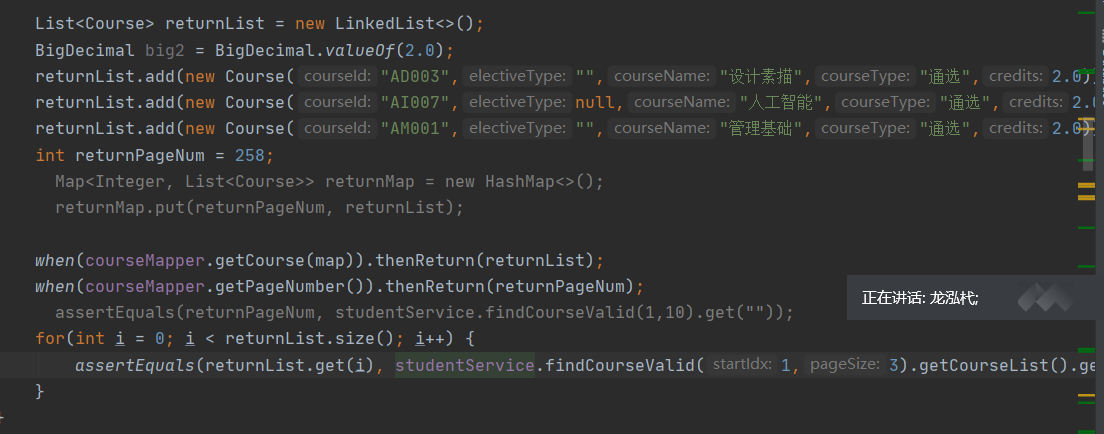 List<Course> returnList = new LinkedList<>();
BigDecimal big2 = BigDecimal.valueOf(2.0);
returnList.add(new Course( courseId: "AD003", electiveType: "", courseName: "设计素描", courseType: "通选", credits: 2.0)
returnList.add(new Course( courseId: "AI007", electiveType: null, courseName: "人工智能", courseType: "通选", credits: 2.0
returnList.add(new Course( courseId: "AM001", electiveType: "", courseName: "管理基础", courseType: "通选", credits: 2.0)
int returnPageNum = 258;
Map<Integer, List<Course>> returnMap = new HashMap<>();
returnMap.put(returnPageNum, returnList);
when(courseMapper.getCourse(map)).thenReturn(returnList);
when(courseMapper.getPageNumber()).thenReturn(returnPageNum);
正在讲话: 龙泓杙;
assertEquals(returnPageNum, studentService.findCourseValid(1,10).get(""));
for(int i = 0; i < returnList.size(); i++) {
assertEquals(returnList.get(i), studentService.findCourseValid( startIdx: 1, pageSize: 3).getCourseList().ge
}